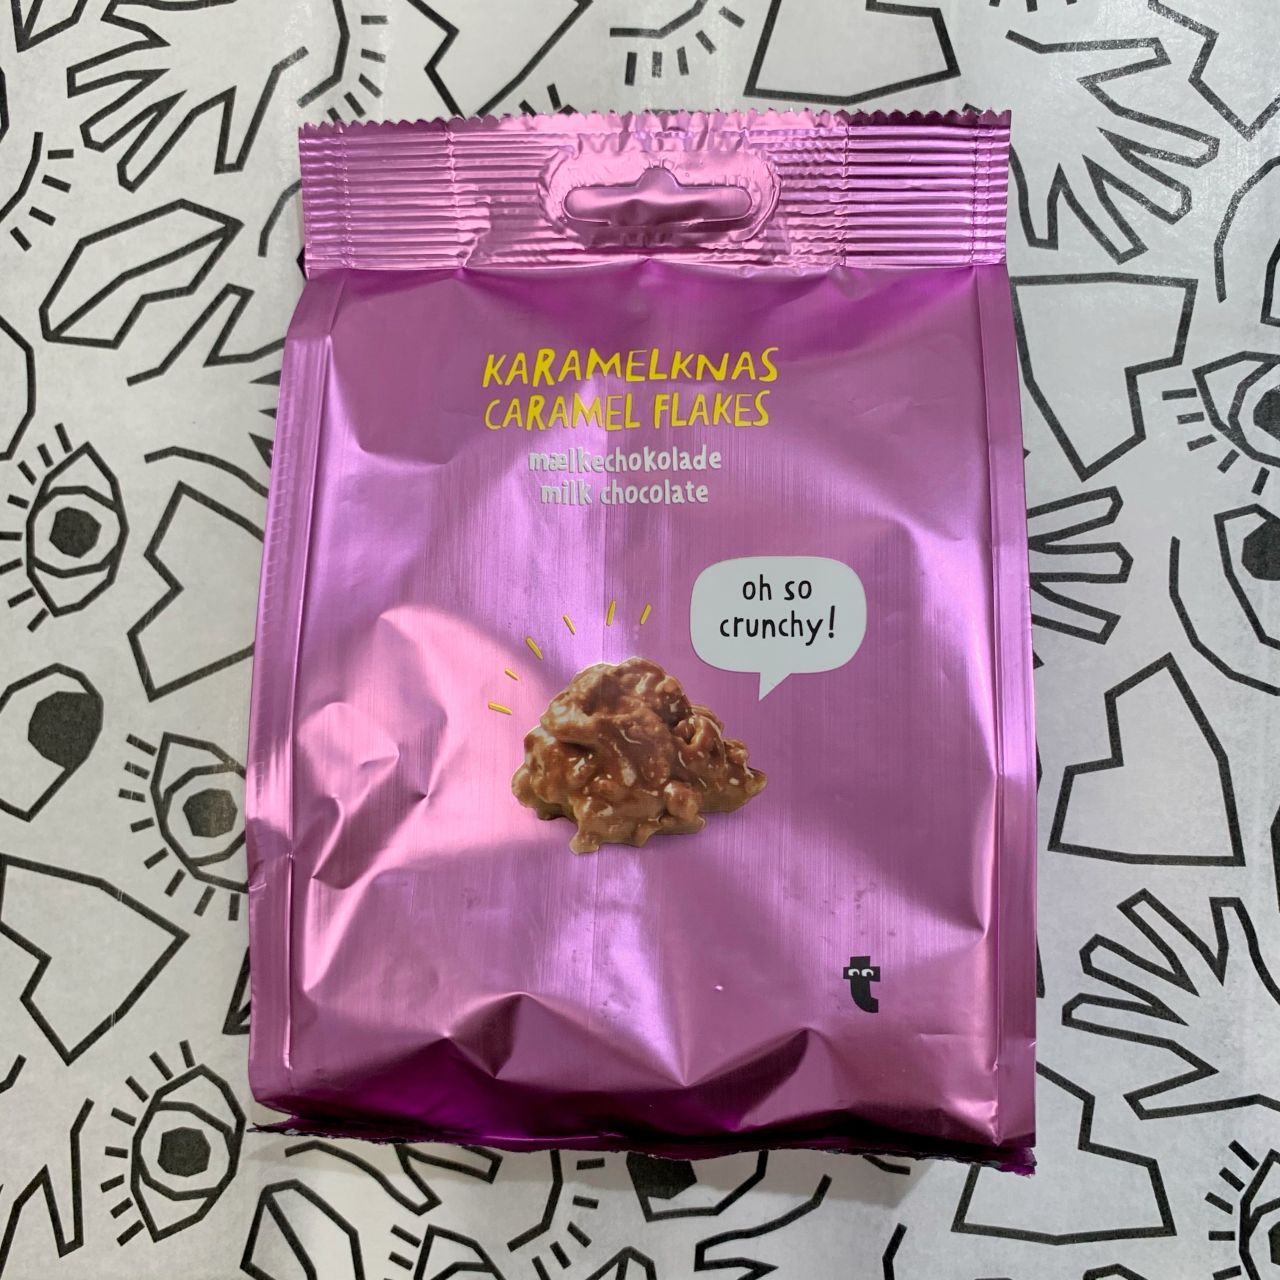 KARAMELKNAS
CARAMEL FLAKES
mælkechokolade
milk chocolate
oh so
crunchy!
t